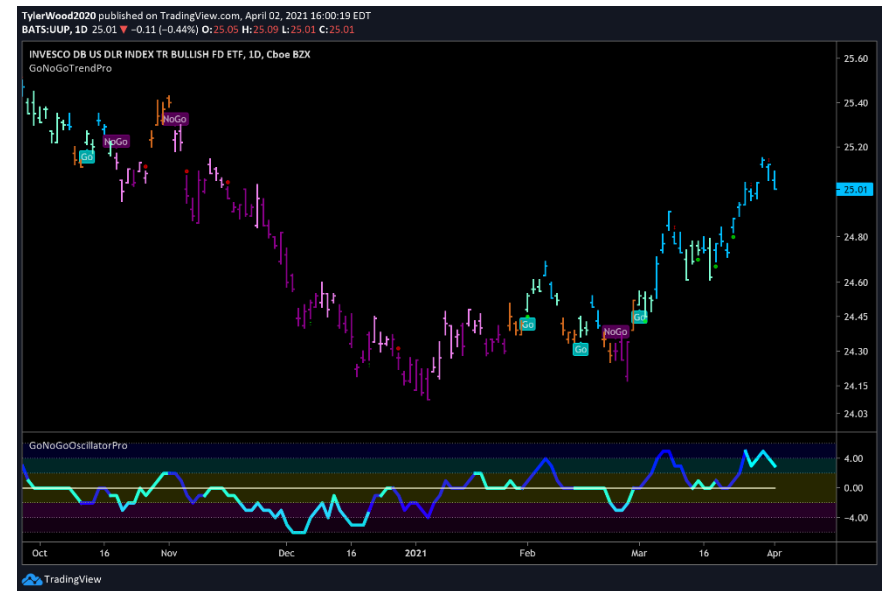 TylerWood2020 published on TradingView.com, April 02, 2021 16:00:19 EDT
BATS:UUP, 1D 25.01 ▼ −0.11 (−0.44%) O:25.05 H:25.09 L:25.01 C:25.01
INVESCO DB US DLR INDEX TR BULLISH FD ETF, 1D, Cboe BZX
GoNoGoTrendPro
25.60
25.40
NoGo
NoGo
25.20
Go
25.01
24.80
24.60
24.45
Go
Go
NoGo
24.30
Go
24.15
24.03
GoNoGoOscillatorPro
4.00
0.00
−4.00
Oct 16 Nov Dec 16 2021 Feb Mar 16 Apr
TradingView